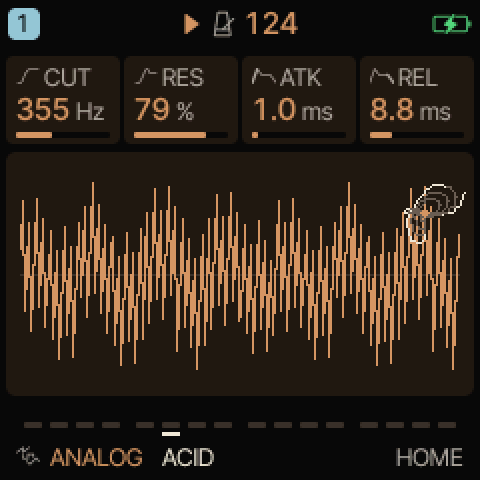 1 124
CUT RES ATK REL
355 Hz 79 % 1.0 ms 8.8 ms
ANALOG ACID HOME